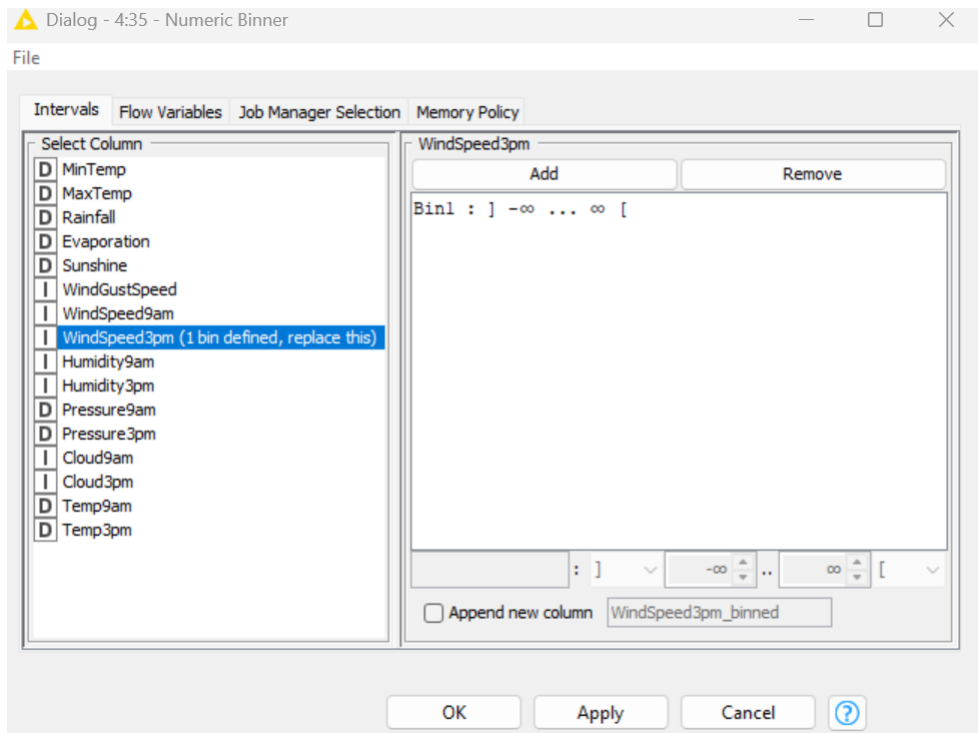 Dialog - 4:35 - Numeric Binner
File
Intervals Flow Variables Job Manager Selection Memory Policy
Select Column
D MinTemp
D MaxTemp
D Rainfall
D Evaporation
D Sunshine
I WindGustSpeed
I WindSpeed9am
I WindSpeed3pm (1 bin defined, replace this)
I Humidity9am
I Humidity3pm
D Pressure9am
D Pressure3pm
I Cloud9am
I Cloud3pm
D Temp9am
D Temp3pm
WindSpeed3pm
Add Remove
Bin1 : ] -∞ ... ∞ [
: ] -∞ .. ∞ [
Append new column WindSpeed3pm_binned
OK Apply Cancel ?